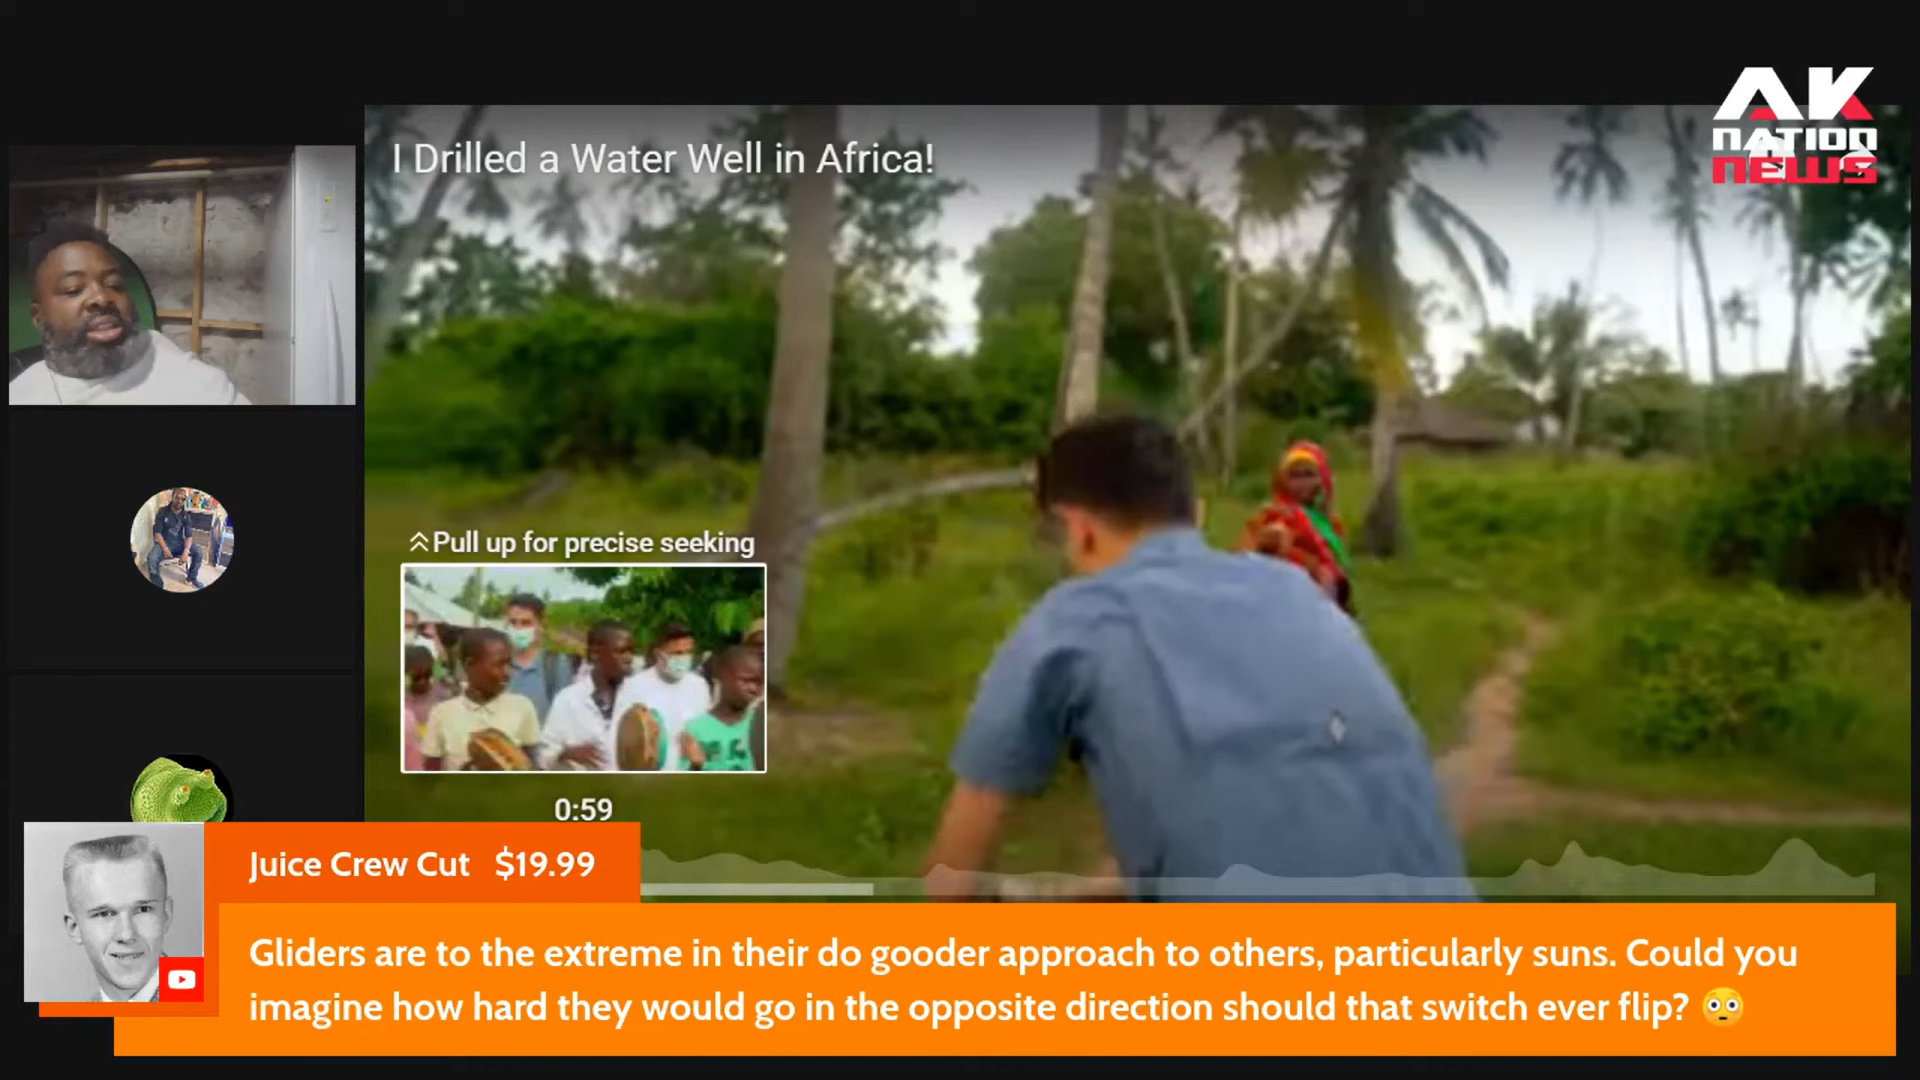 AK
NATION
NEWS
I Drilled a Water Well in Africa!
Pull up for precise seeking
0:59
Juice Crew Cut $19.99
Gliders are to the extreme in their do gooder approach to others, particularly suns. Could you
imagine how hard they would go in the opposite direction should that switch ever flip? 😳